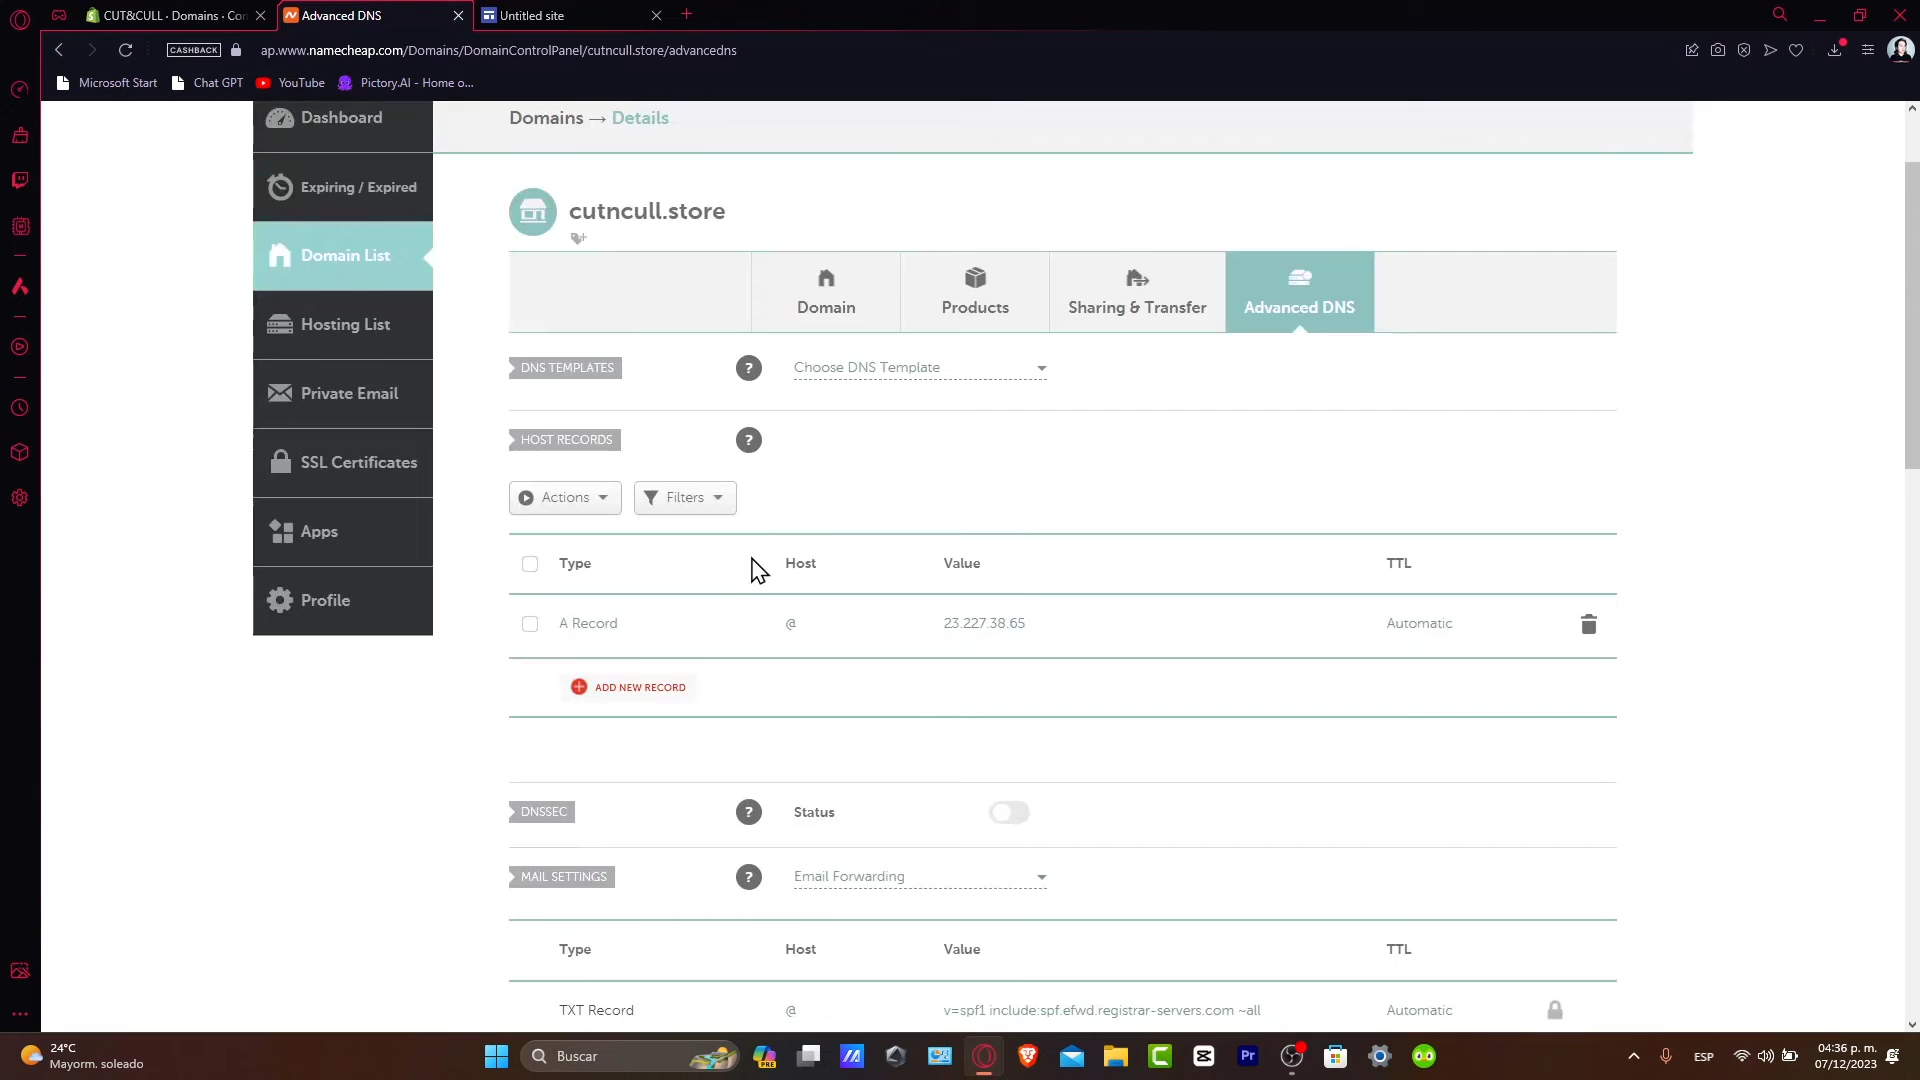 CUT&CULL · Domains · Con
Advanced DNS
Untitled site
CASHBACK
ap.www.namecheap.com/Domains/DomainControlPanel/cutncull.store/advancedns
Microsoft Start
Chat GPT
YouTube
Pictory.AI - Home o...
Dashboard
Expiring / Expired
Domain List
Hosting List
Private Email
SSL Certificates
Apps
Profile
Domains → Details
cutncull.store
Domain
Products
Sharing & Transfer
Advanced DNS
DNS TEMPLATES
?
Choose DNS Template
HOST RECORDS
?
Actions
Filters
Type Host Value TTL
A Record @ 23.227.38.65 Automatic
ADD NEW RECORD
DNSSEC
?
Status
MAIL SETTINGS
?
Email Forwarding
Type Host Value TTL
TXT Record @ v=spf1 include:spf.efwd.registrar-servers.com ~all Automatic
24°C
Mayorm. soleado
Buscar
PRE
Pr
ESP
04:36 p. m.
07/12/2023